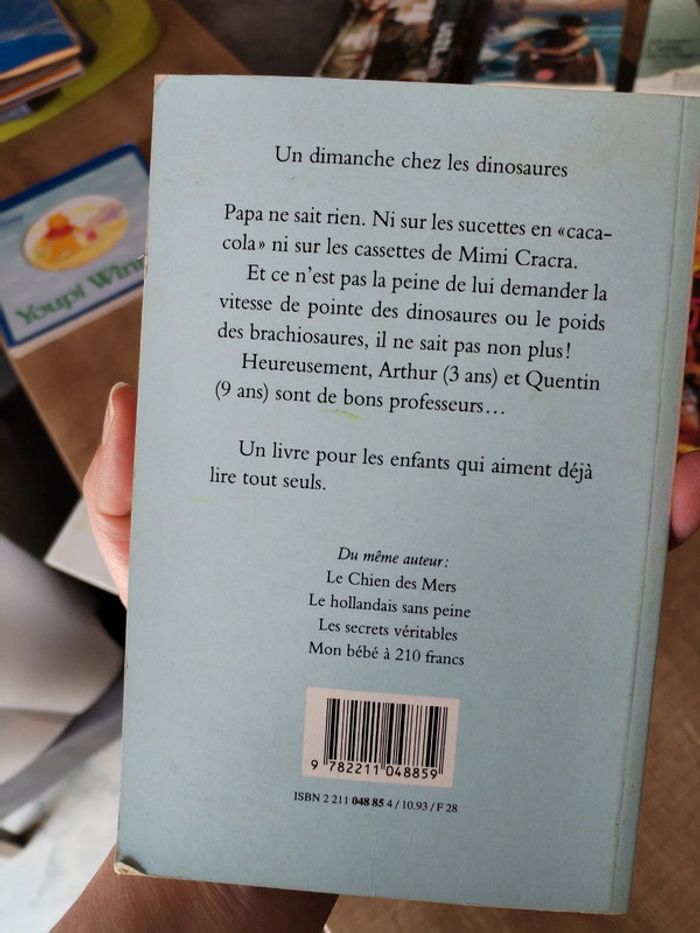 Un dimanche chez les dinosaures
Papa ne sait rien. Ni sur les sucettes en «caca-
cola» ni sur les cassettes de Mimi Cracra.
Et ce n'est pas la peine de lui demander la
vitesse de pointe des dinosaures ou le poids
des brachiosaures, il ne sait pas non plus!
Heureusement, Arthur (3 ans) et Quentin
(9 ans) sont de bons professeurs...
Un livre pour les enfants qui aiment déjà
lire tout seuls.
Du même auteur:
Le Chien des Mers
Le hollandais sans peine
Les secrets véritables
Mon bébé à 210 francs
9 782211 048859
ISBN 2 211 048 85 4/10.93/F 28
Youpi